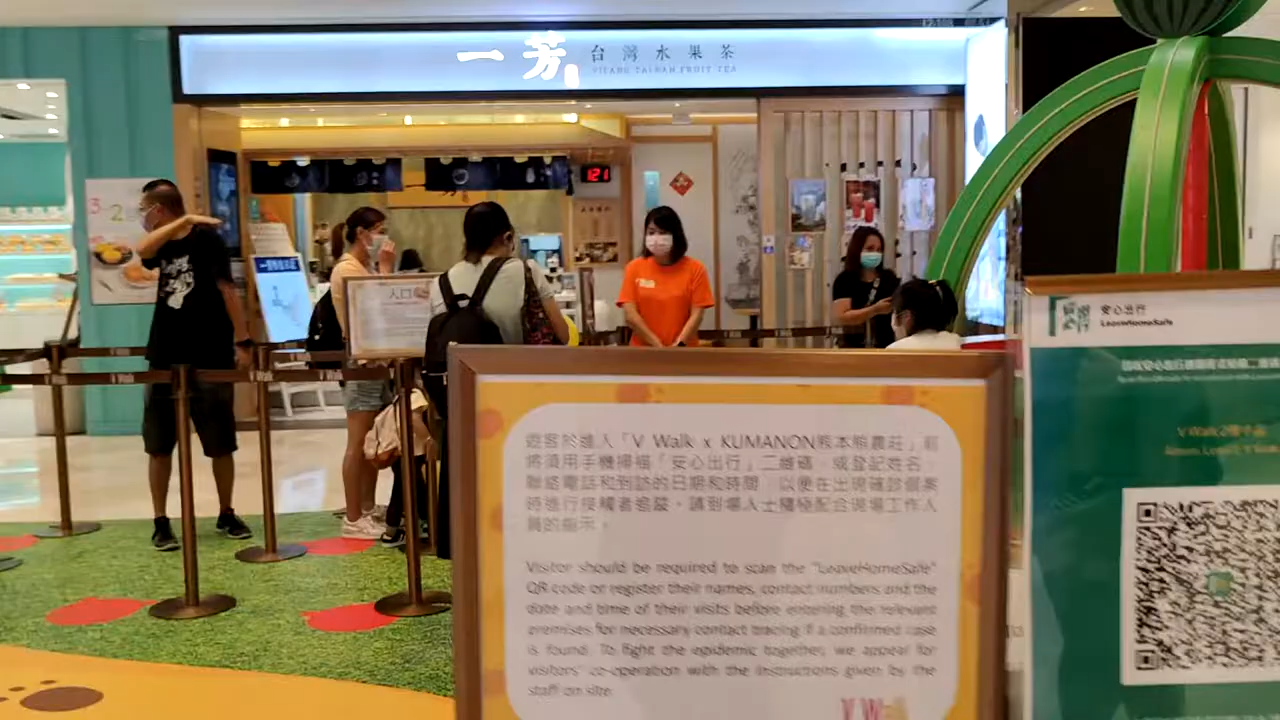 一芳
台灣水果茶
YIFANG TAIWAN FRUIT TEA
121
入口
安心出行
LeaveHomeSafe
遊客於進入「V Walk x KUMANON熊本熊農莊」前
將須用手機掃描「安心出行」二維碼，或登記姓名、
聯絡電話和到訪的日期和時間，以便在出現確診個案
時進行接觸者追蹤。請到場人士積極配合現場工作人
員的指示。
Visitor should be required to scan the "LeaveHomeSafe"
QR code or register their names, contact numbers and the
date and time of their visits before entering the relevant
premises for necessary contact tracing if a confirmed case
is found. To fight the epidemic together, we appeal for
visitors' co-operation with the instructions given by the
staff on site.
V Walk